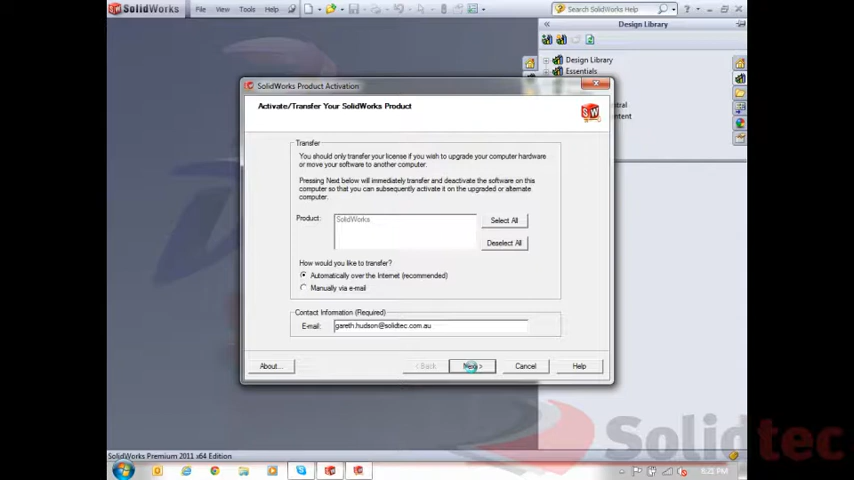 SolidWorks File View Tools Help Search SolidWorks Help
Design Library
Design Library
Essentials
SolidWorks Product Activation
Activate/Transfer Your SolidWorks Product
Transfer
You should only transfer your license if you wish to upgrade your computer hardware
or move your software to another computer.
Pressing Next below will immediately transfer and deactivate the software on this
computer so that you can subsequently activate it on the upgraded or alternate
computer.
Product:
SolidWorks
Select All
Deselect All
How would you like to transfer?
Automatically over the Internet (recommended)
Manually via e-mail
Contact Information (Required)
E-mail:
gareth.hudson@solidtec.com.au
About...
< Back
Cancel
Help
Solidtec
SolidWorks Premium 2011 x64 Edition